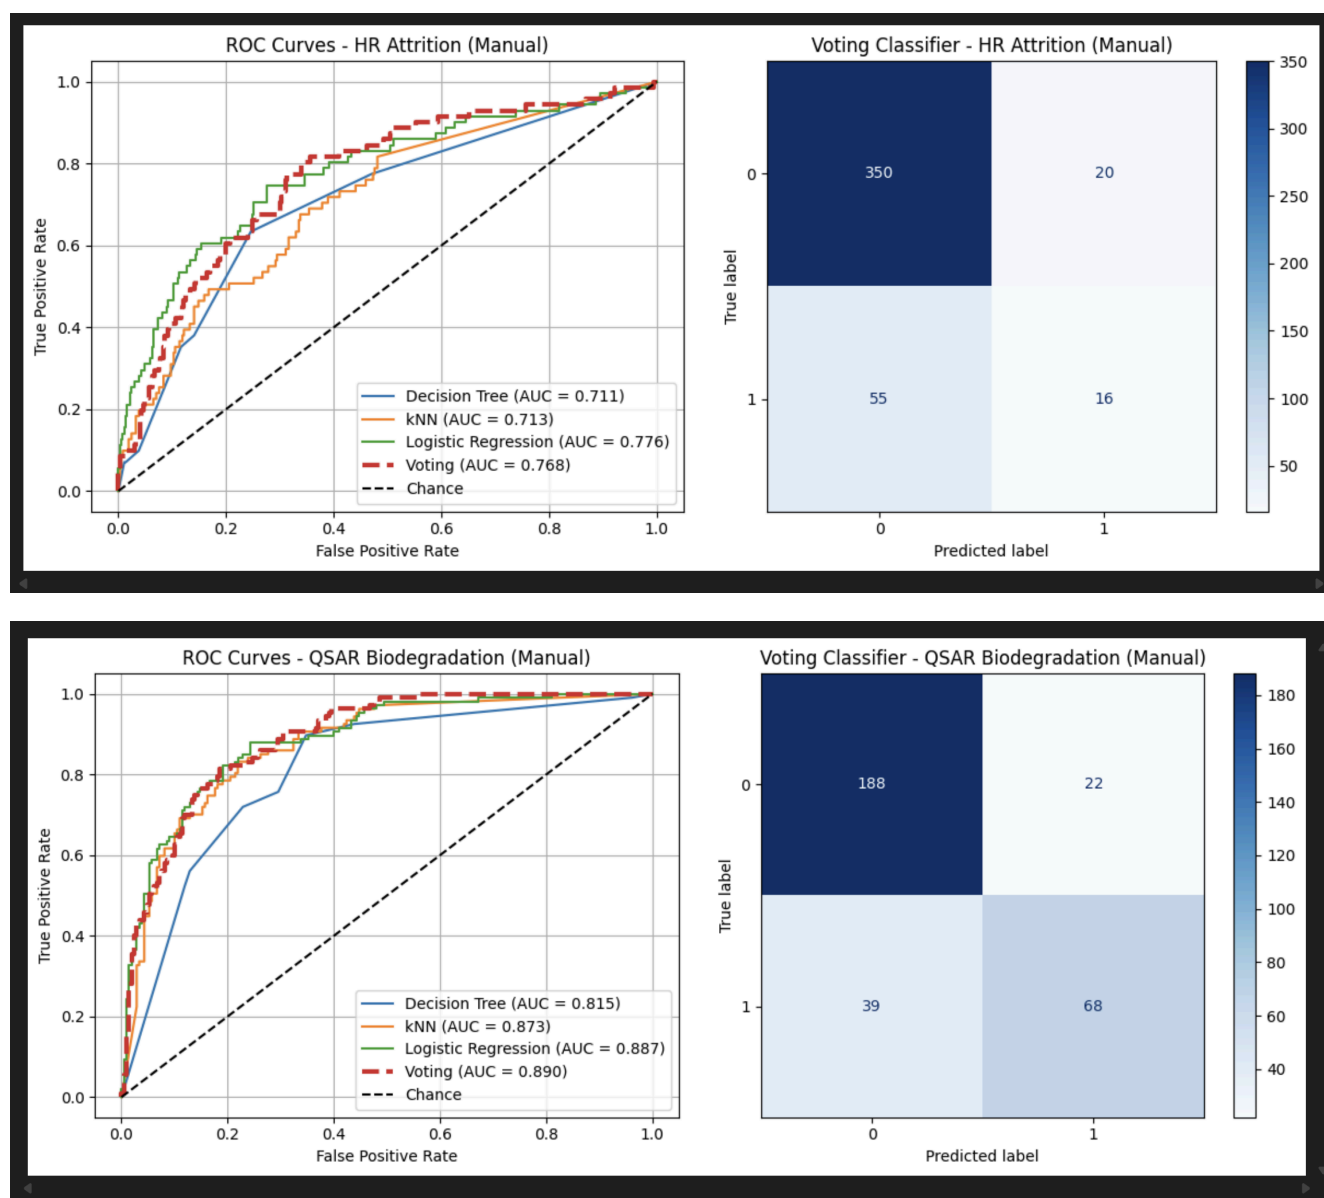 ROC Curves - HR Attrition (Manual)
1.0
0.8
0.6
0.4
0.2
0.0
True Positive Rate
Decision Tree (AUC = 0.711)
kNN (AUC = 0.713)
Logistic Regression (AUC = 0.776)
Voting (AUC = 0.768)
Chance
0.0 0.2 0.4 0.6 0.8 1.0
False Positive Rate
Voting Classifier - HR Attrition (Manual)
True label
0
350 20
1
55 16
0 1
Predicted label
350
300
250
200
150
100
50
ROC Curves - QSAR Biodegradation (Manual)
1.0
0.8
0.6
0.4
0.2
0.0
True Positive Rate
Decision Tree (AUC = 0.815)
kNN (AUC = 0.873)
Logistic Regression (AUC = 0.887)
Voting (AUC = 0.890)
Chance
0.0 0.2 0.4 0.6 0.8 1.0
False Positive Rate
Voting Classifier - QSAR Biodegradation (Manual)
True label
0
188 22
1
39 68
0 1
Predicted label
180
160
140
120
100
80
60
40